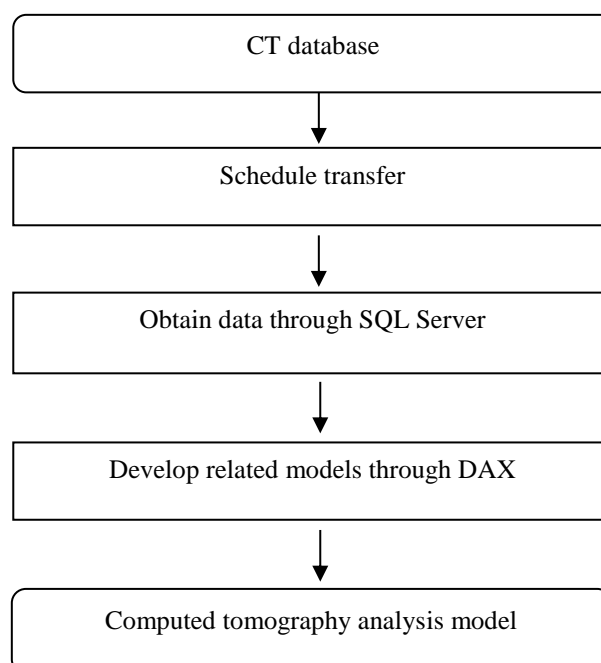 CT database
Schedule transfer
Obtain data through SQL Server
Develop related models through DAX
Computed tomography analysis model